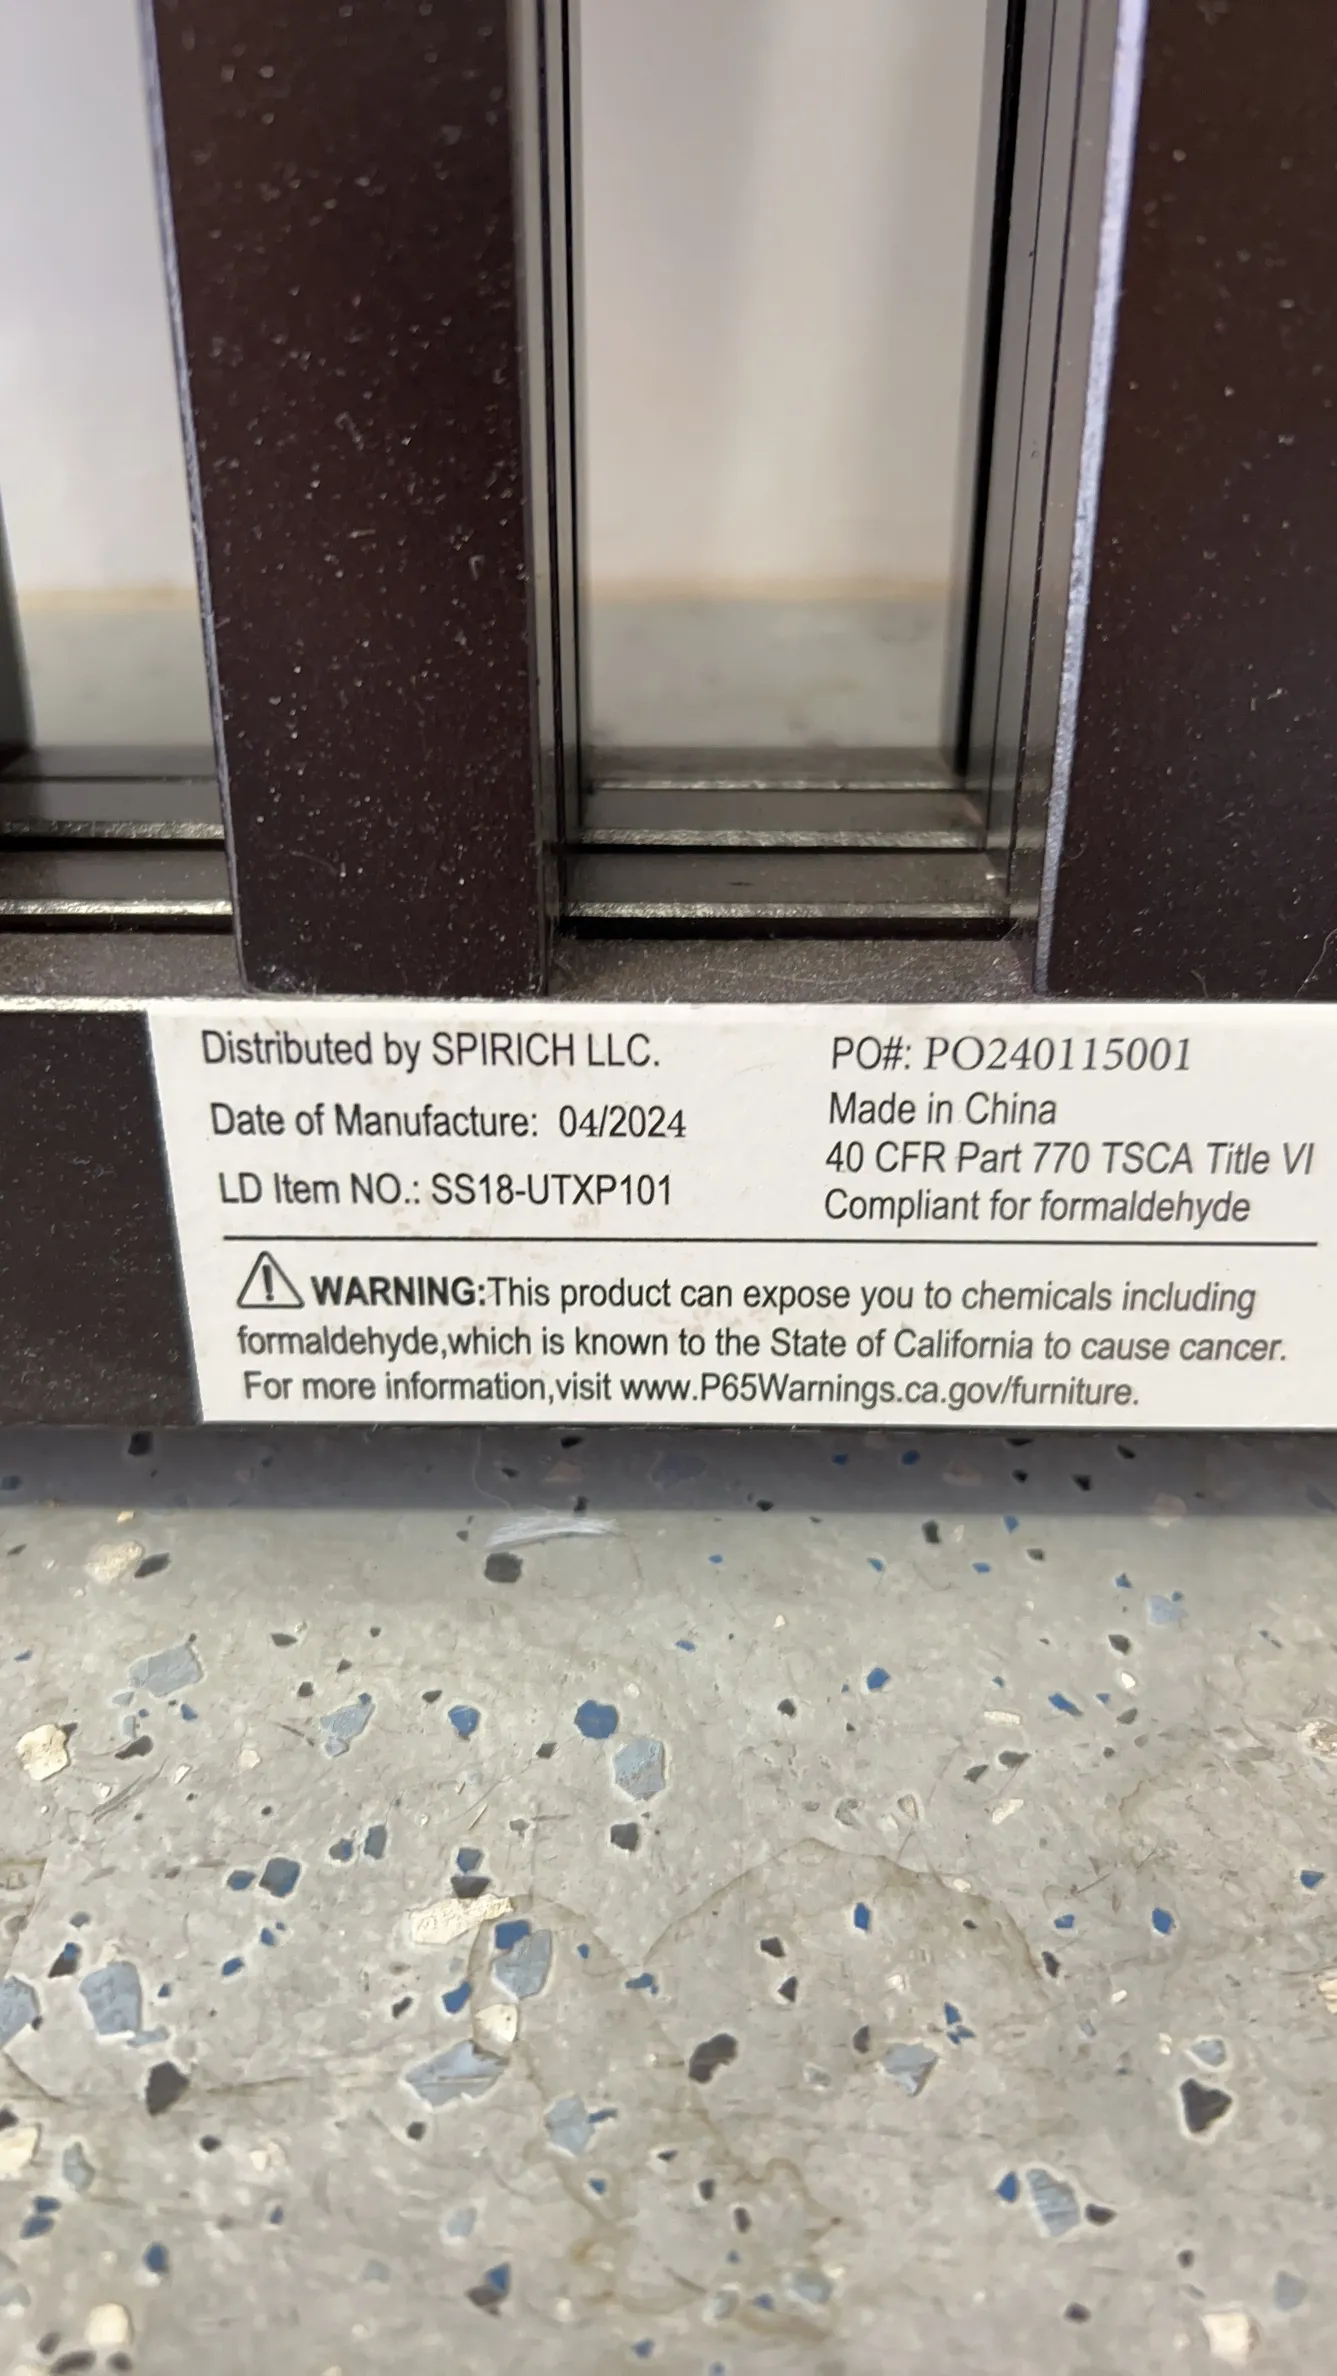 Distributed by SPIRICH LLC.
Date of Manufacture: 04/2024
LD Item NO.: SS18-UTXP101
PO#: PO240115001
Made in China
40 CFR Part 770 TSCA Title VI
Compliant for formaldehyde
WARNING:This product can expose you to chemicals including
formaldehyde,which is known to the State of California to cause cancer.
For more information,visit www.P65Warnings.ca.gov/furniture.